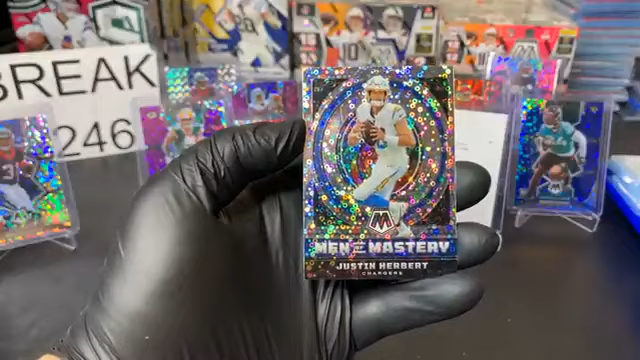 BREAK
246
MEN OF MASTERY
JUSTIN HERBERT
CHARGERS